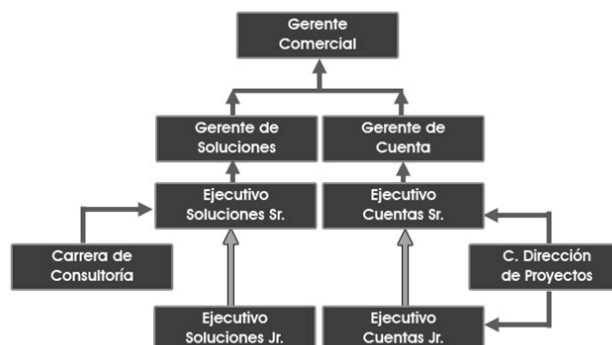 Gerente
Comercial
Gerente de
Soluciones
Gerente de
Cuenta
Ejecutivo
Soluciones Sr.
Ejecutivo
Cuentas Sr.
Carrera de
Consultoría
C. Dirección
de Proyectos
Ejecutivo
Soluciones Jr.
Ejecutivo
Cuentas Jr.